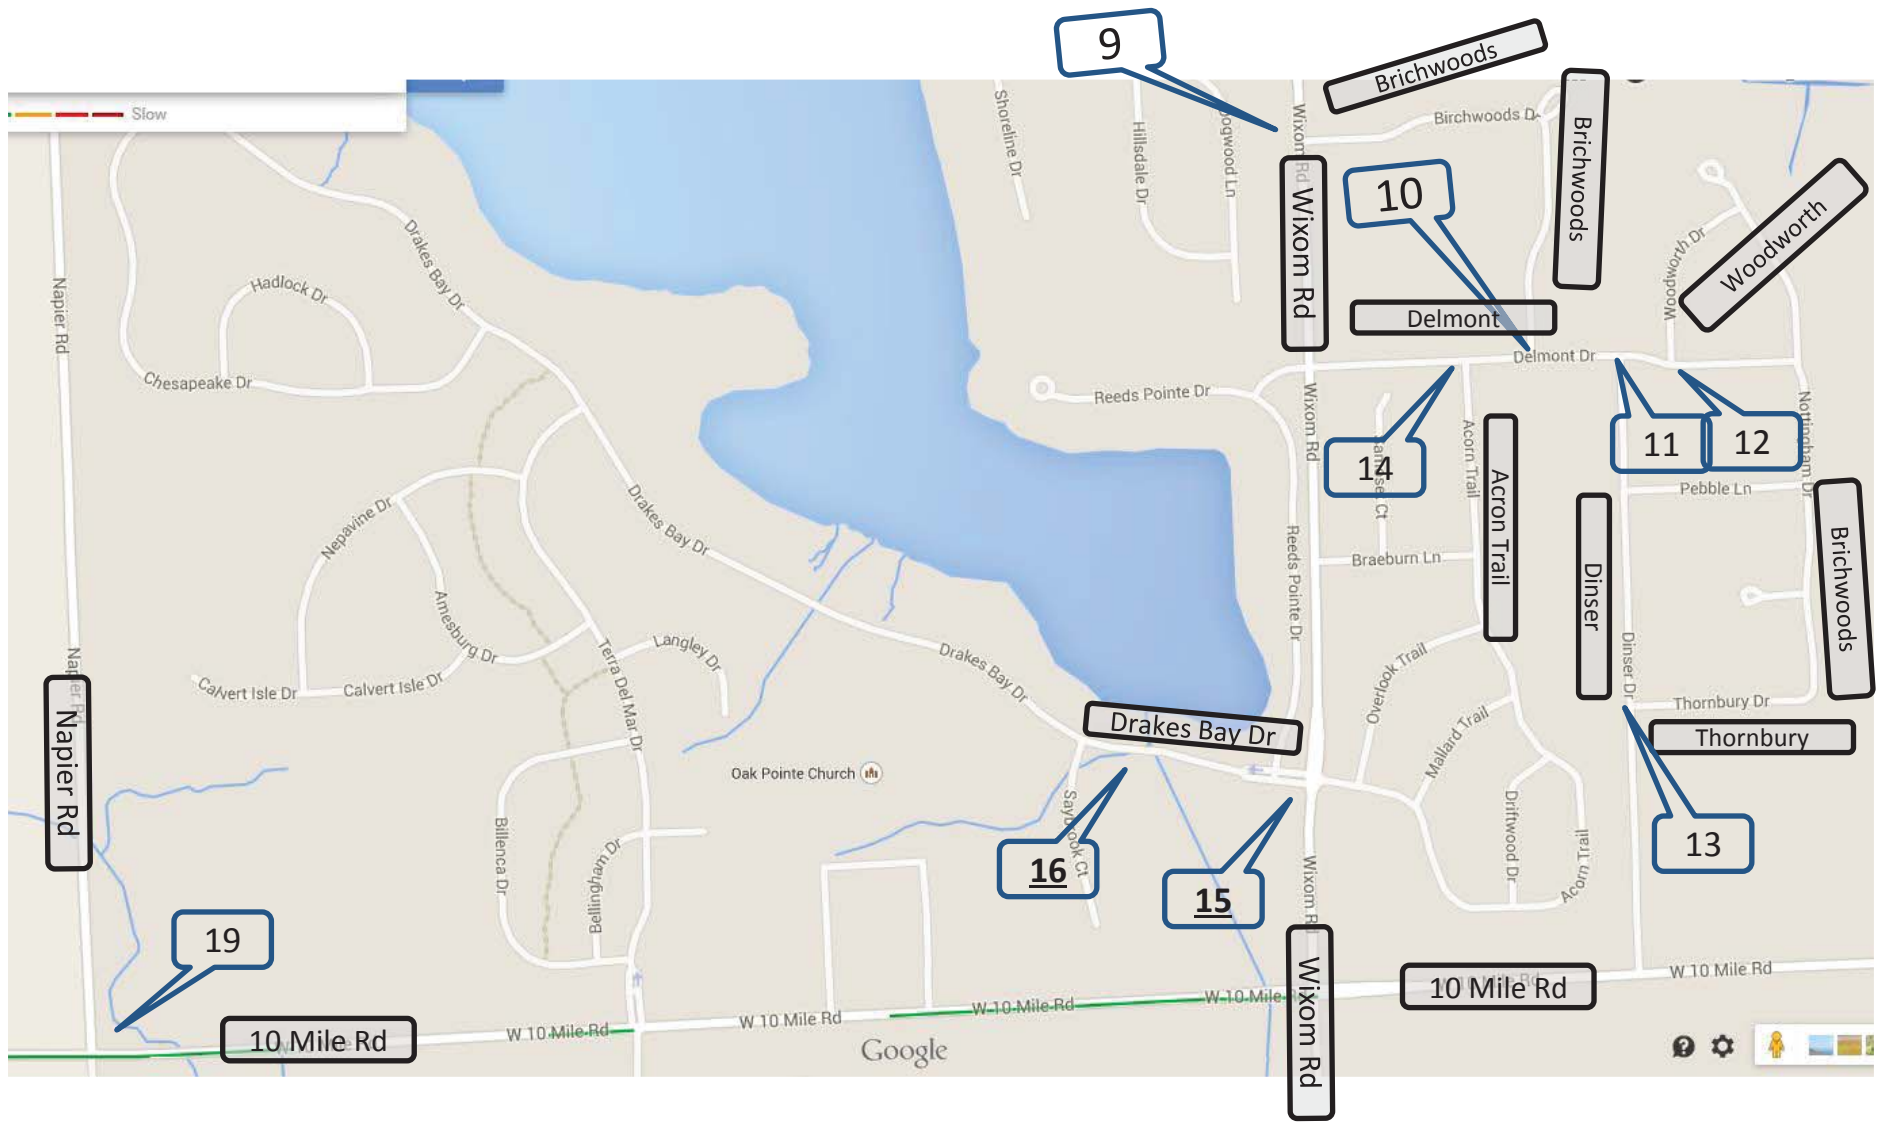 9
Brichwoods
Slow
Shoreline Dr
Hillsdale Dr
Wixom Rd
Birchwoods
Brichwoods
Wixom Rd
10
Woodworth
Woodworth Dr
Drakes Bay Dr
Hadlock Dr
Napier Rd
Delmont
Delmont Dr
Chesapeake Dr
Reeds Pointe Dr
Wixom Rd
Acorn Trail
Nottingham Dr
14
11
12
Pebble Ln
Nepavine Dr
Drakes Bay Dr
Acron Trail
Brichwoods
Reeds Pointe Dr
Braeburn Ln
Dinser
Amesburg Dr
Terra Del Mar Dr
Langley Dr
Drakes Bay Dr
Overlook Trail
Dinser Dr
Calvert Isle Dr
Calvert Isle Dr
Thornbury Dr
Napier Rd
Drakes Bay Dr
Mallard Trail
Thornbury
Oak Pointe Church
Saybrook Ct
Driftwood Dr
Acorn Trail
13
Billenca Dr
Bellingham Dr
16
15
Wixom Rd
19
Wixom Rd
10 Mile Rd
W 10 Mile Rd
10 Mile Rd
W 10 Mile Rd
W 10 Mile Rd
W 10 Mile Rd
W 10 Mile
Google